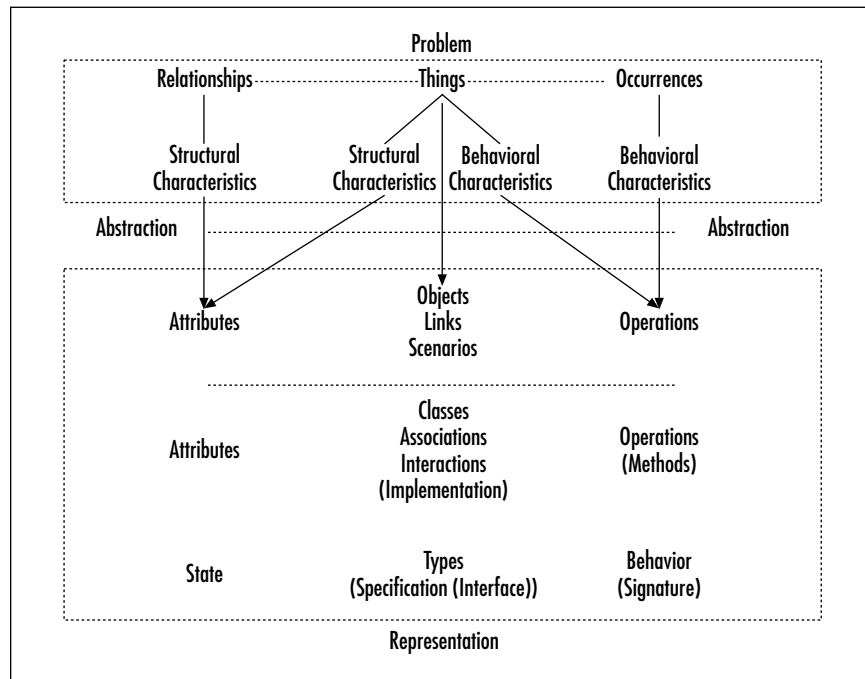 Problem
Relationships Things Occurrences
Structural Structural Behavioral Behavioral
Characteristics Characteristics Characteristics Characteristics
Abstraction Abstraction
Objects
Attributes Links Operations
Scenarios
Classes
Attributes Associations Operations
Interactions (Methods)
(Implementation)
State Types Behavior
(Specification (Interface)) (Signature)
Representation